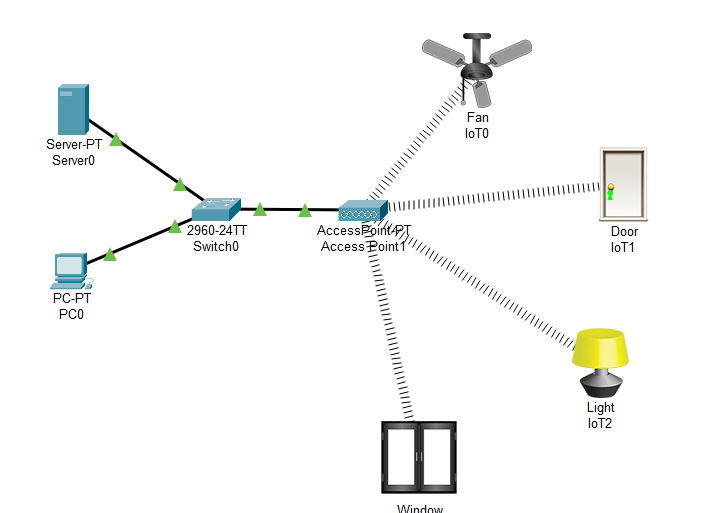 Fan
IoT0
Server-PT
Server0
Door
IoT1
2960-24TT
Switch0
AccessPoint-PT
Access Point1
PC-PT
PC0
Light
IoT2
Window